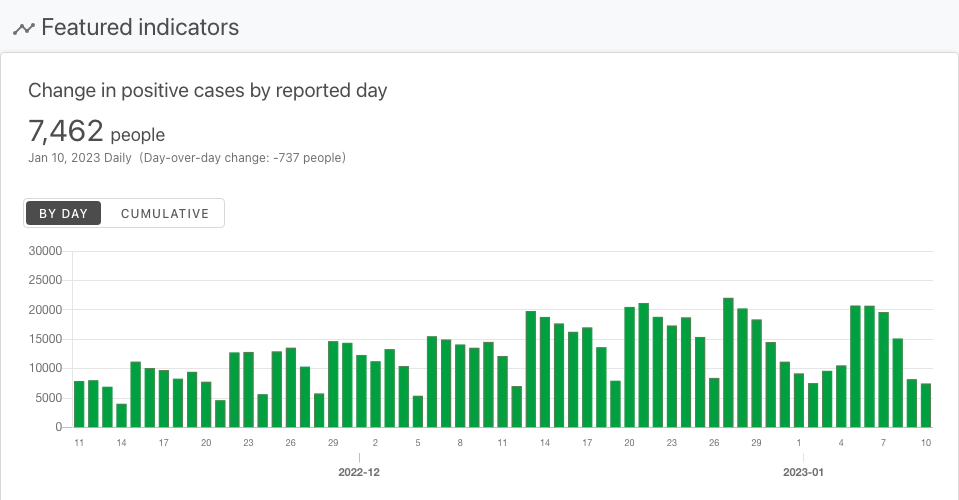 Featured indicators
Change in positive cases by reported day
7,462 people
Jan 10, 2023 Daily (Day-over-day change: -737 people)
BY DAY CUMULATIVE
30000
25000
20000
15000
10000
5000
0
11 14 17 20 23 26 29 2 5 8 11 14 17 20 23 26 29 1 4 7 10
2022-12 2023-01